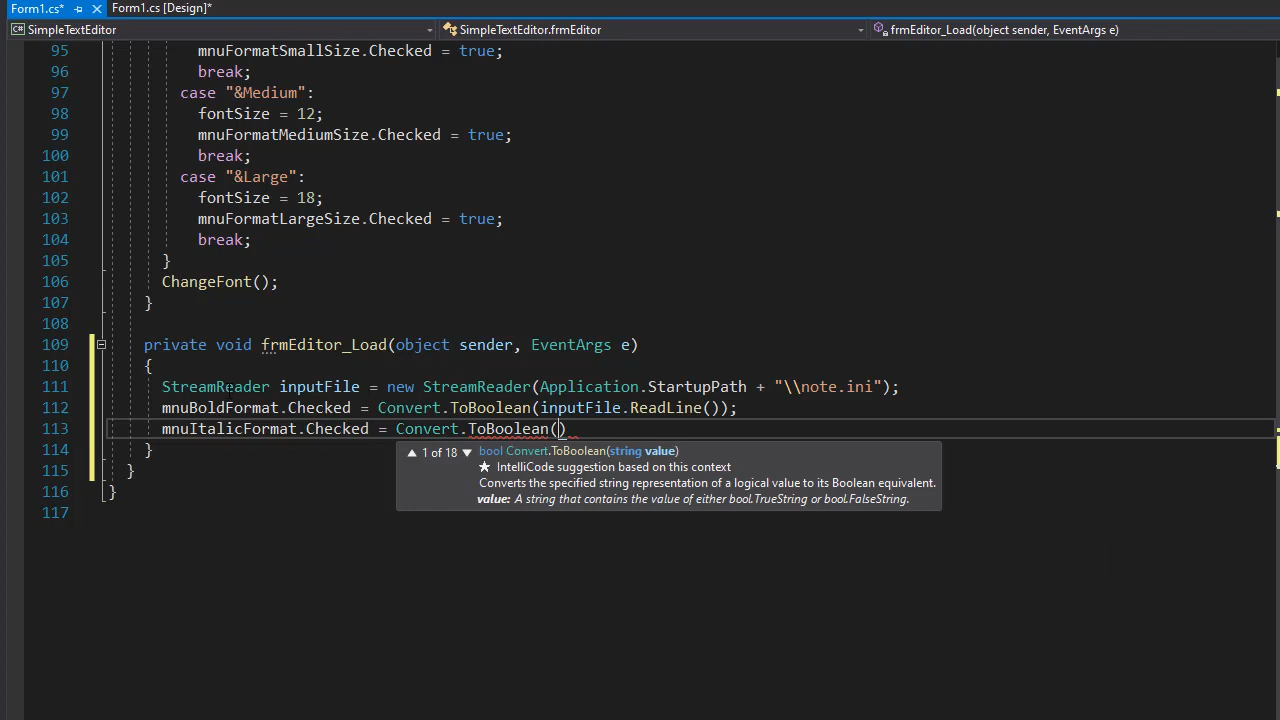 Form1.cs* Form1.cs [Design]*
SimpleTextEditor SimpleTextEditor.frmEditor frmEditor_Load(object sender, EventArgs e)
95 mnuFormatSmallSize.Checked = true;
96 break;
97 case "&Medium":
98 fontSize = 12;
99 mnuFormatMediumSize.Checked = true;
100 break;
101 case "&Large":
102 fontSize = 18;
103 mnuFormatLargeSize.Checked = true;
104 break;
105 }
106 ChangeFont();
107 }
108
109 private void frmEditor_Load(object sender, EventArgs e)
110 {
111 StreamReader inputFile = new StreamReader(Application.StartupPath + "\\note.ini");
112 mnuBoldFormat.Checked = Convert.ToBoolean(inputFile.ReadLine());
113 mnuItalicFormat.Checked = Convert.ToBoolean()
114 }
115 }
116 }
117
▲ 1 of 18 ▼ bool Convert.ToBoolean(string value)
★ IntelliCode suggestion based on this context
Converts the specified string representation of a logical value to its Boolean equivalent.
value: A string that contains the value of either bool.TrueString or bool.FalseString.